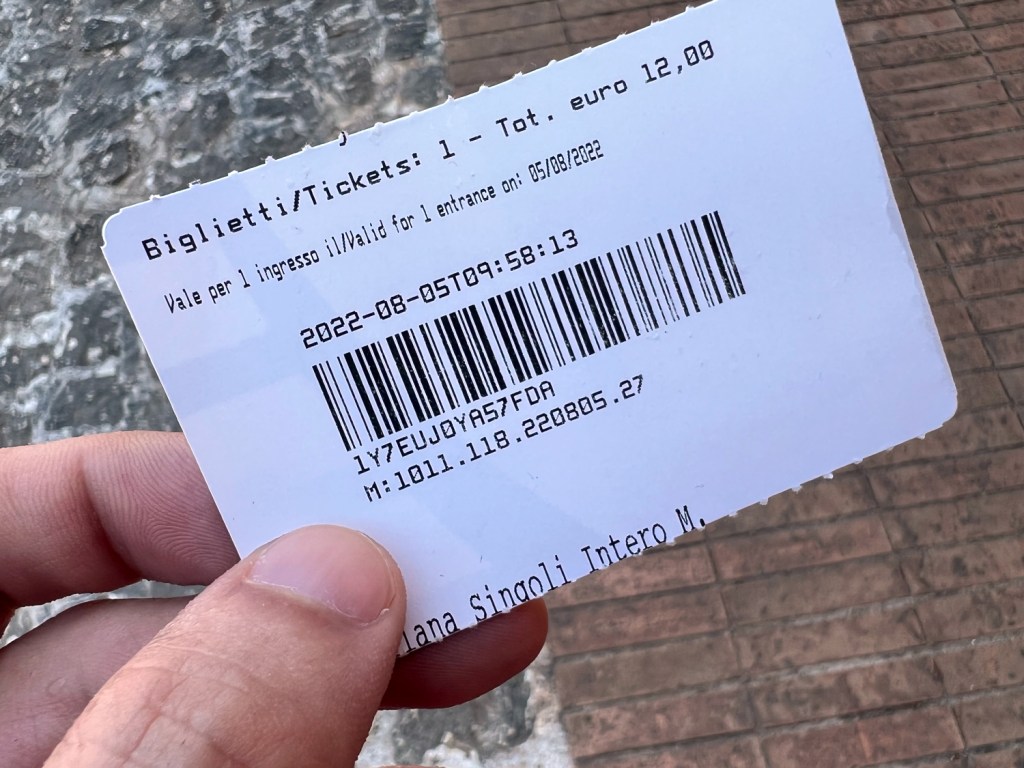 Biglietti/Tickets: 1 - Tot. euro 12,00
Vale per 1 ingresso il/Valid for 1 entrance on: 05/08/2022
2022-08-05T09:58:13
1Y7EUJ0YA57FDA
M:1011.118.220805.27
lana Singoli Intero M.